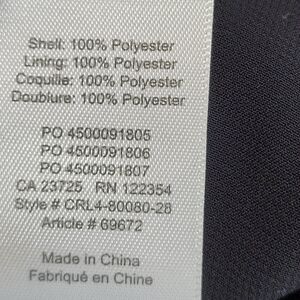 Shell: 100% Polyester
Lining: 100% Polyester
Coquille: 100% Polyester
Doublure: 100% Polyester
PO 4500091805
PO 4500091806
PO 4500091807
CA 23725 RN 122354
Style # CRL4-80080-28
Article # 69672
Made in China
Fabriqué en Chine